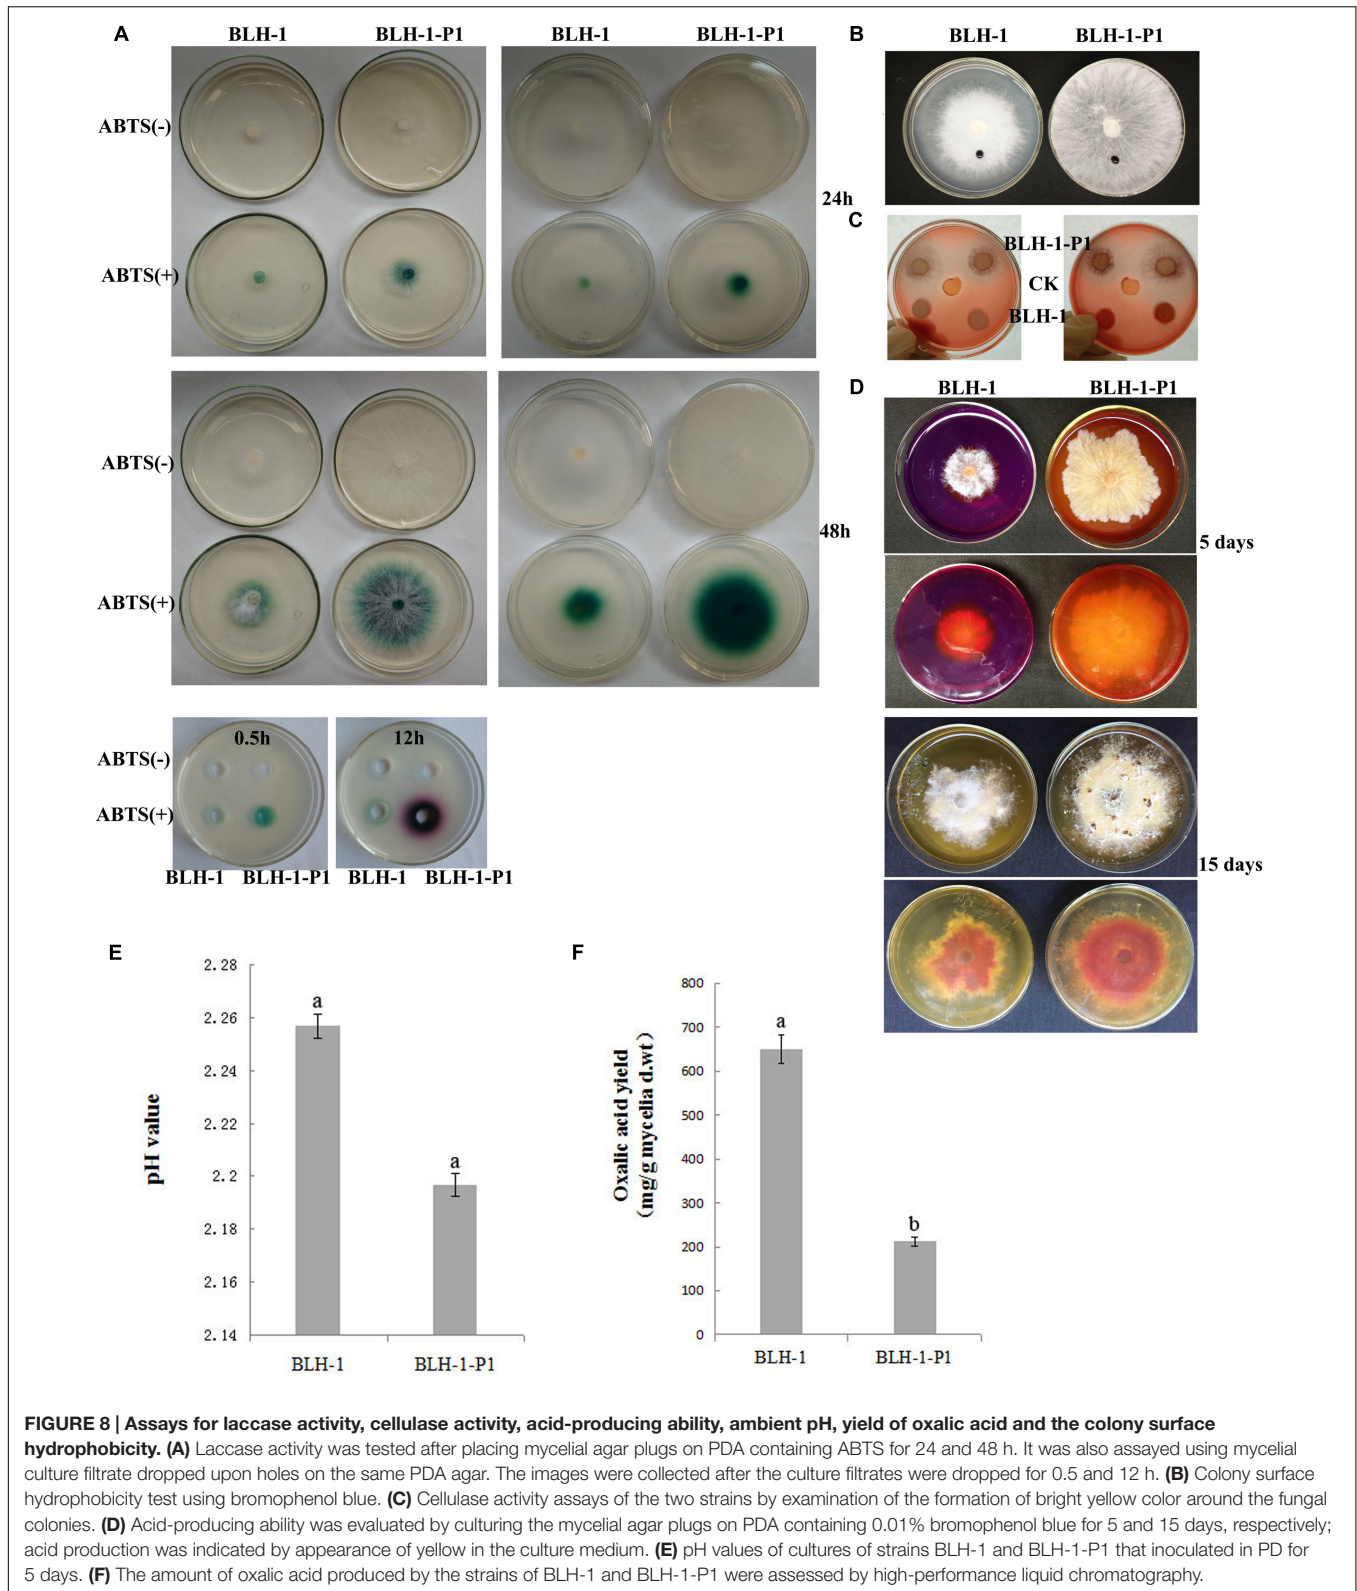 A
BLH-1 BLH-1-P1 BLH-1 BLH-1-P1
ABTS(-)
24h
ABTS(+)
ABTS(-)
48h
ABTS(+)
0.5h 12h
ABTS(-)
ABTS(+)
BLH-1 BLH-1-P1 BLH-1 BLH-1-P1
B
BLH-1 BLH-1-P1
C
BLH-1-P1
CK
BLH-1
D
BLH-1 BLH-1-P1
5 days
15 days
E
2.28
2.26
2.24
2.22
2.2
2.18
2.16
2.14
pH value
a
a
BLH-1 BLH-1-P1
F
800
700
600
500
400
300
200
100
0
Oxalic acid yield
(mg/g mycelia d.wt)
a
b
BLH-1 BLH-1-P1
FIGURE 8 | Assays for laccase activity, cellulase activity, acid-producing ability, ambient pH, yield of oxalic acid and the colony surface
hydrophobicity. (A) Laccase activity was tested after placing mycelial agar plugs on PDA containing ABTS for 24 and 48 h. It was also assayed using mycelial
culture filtrate dropped upon holes on the same PDA agar. The images were collected after the culture filtrates were dropped for 0.5 and 12 h. (B) Colony surface
hydrophobicity test using bromophenol blue. (C) Cellulase activity assays of the two strains by examination of the formation of bright yellow color around the fungal
colonies. (D) Acid-producing ability was evaluated by culturing the mycelial agar plugs on PDA containing 0.01% bromophenol blue for 5 and 15 days, respectively;
acid production was indicated by appearance of yellow in the culture medium. (E) pH values of cultures of strains BLH-1 and BLH-1-P1 that inoculated in PD for
5 days. (F) The amount of oxalic acid produced by the strains of BLH-1 and BLH-1-P1 were assessed by high-performance liquid chromatography.